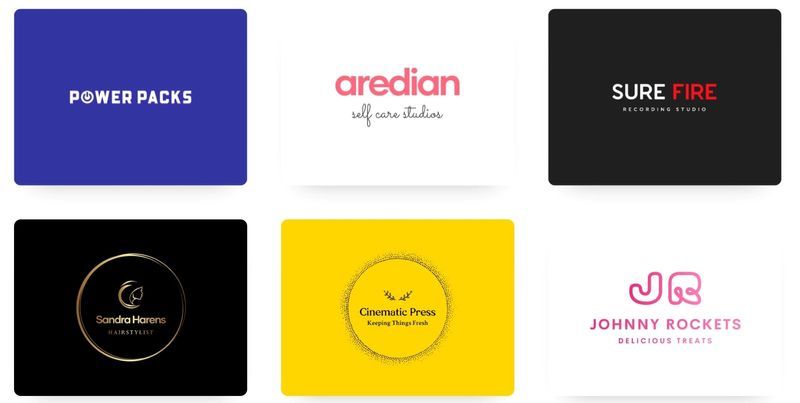 POWER PACKS
aredian
self care studios
SURE FIRE
RECORDING STUDIO
Sandra Harens
HAIRSTYLIST
Cinematic Press
Keeping Things Fresh
JR
JOHNNY ROCKETS
DELICIOUS TREATS